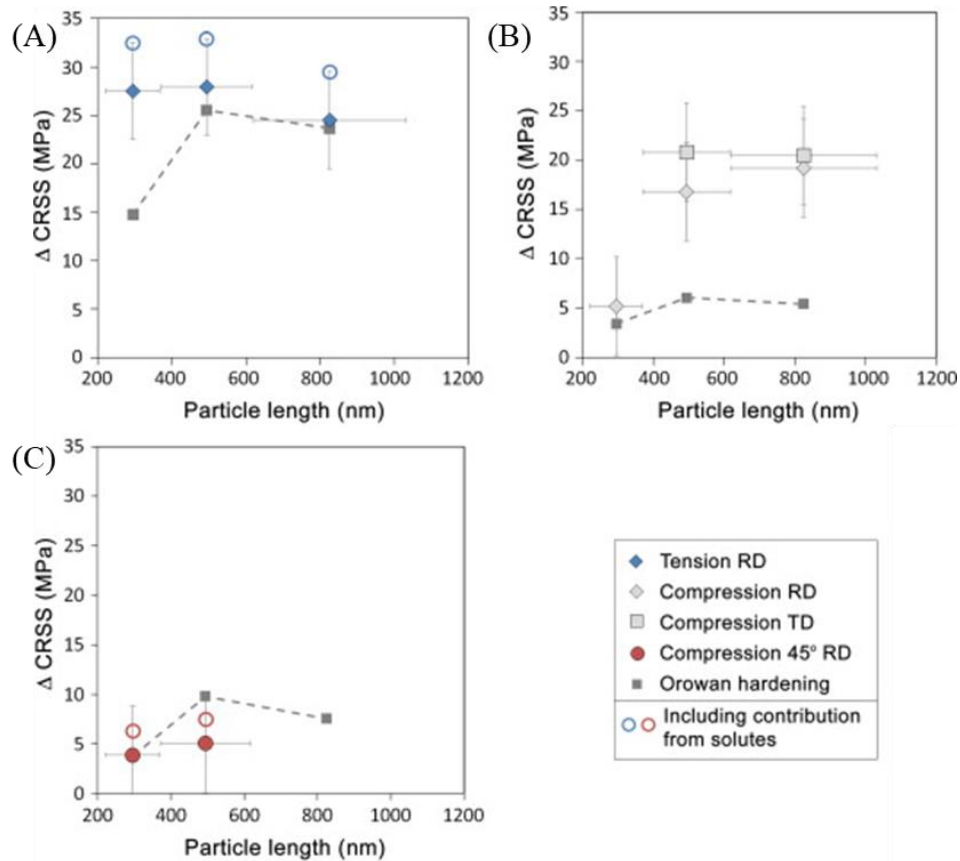 (A)
35
30
25
20
15
10
5
0
Δ CRSS (MPa)
200 400 600 800 1000 1200
Particle length (nm)
(B)
35
30
25
20
15
10
5
0
Δ CRSS (MPa)
200 400 600 800 1000 1200
Particle length (nm)
(C)
35
30
25
20
15
10
5
0
Δ CRSS (MPa)
200 400 600 800 1000 1200
Particle length (nm)
Tension RD
Compression RD
Compression TD
Compression 45° RD
Orowan hardening
Including contribution
from solutes